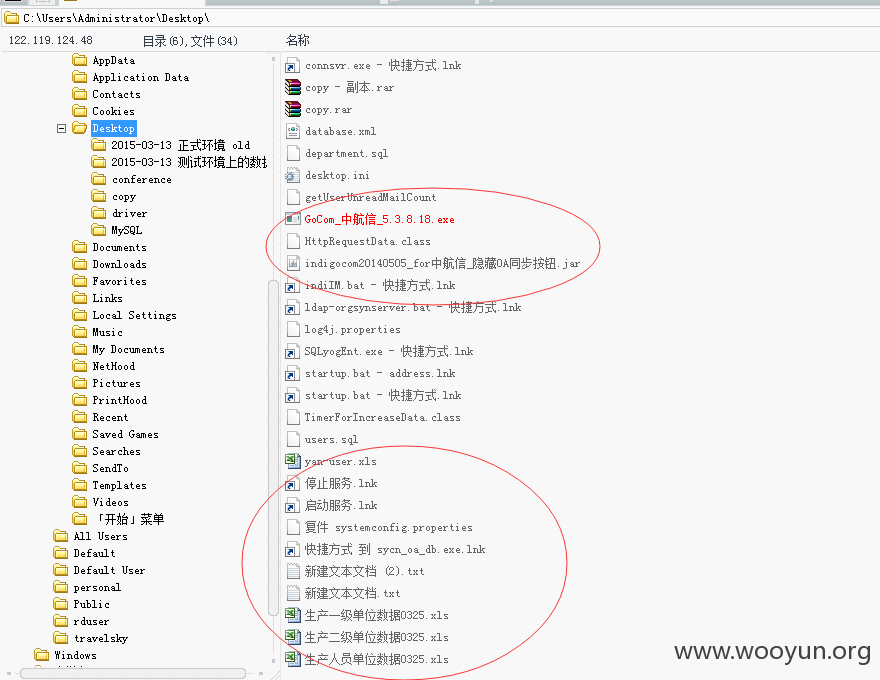 C:\Users\Administrator\Desktop\
122.119.124.48 目录(6),文件(34) 名称
AppData
Application Data
Contacts
Cookies
Desktop
2015-03-13 正式环境 old
2015-03-13 测试环境上的数据
conference
copy
driver
MySQL
Documents
Downloads
Favorites
Links
Local Settings
Music
My Documents
NetHood
Pictures
PrintHood
Recent
Saved Games
Searches
SendTo
Templates
Videos
「开始」菜单
All Users
Default
Default User
personal
Public
rduser
travelsky
Windows
connsvr.exe - 快捷方式.lnk
copy - 副本.rar
copy.rar
database.xml
department.sql
desktop.ini
getUserUnreadMailCount
GoCom_中航信_5.3.8.18.exe
HttpRequestData.class
indigocom20140505_for中航信_隐藏OA同步按钮.jar
indiIM.bat - 快捷方式.lnk
ldap-orgsynserver.bat - 快捷方式.lnk
log4j.properties
SQLyogEnt.exe - 快捷方式.lnk
startup.bat - address.lnk
startup.bat - 快捷方式.lnk
TimerForIncreaseData.class
users.sql
yan-user.xls
停止服务.lnk
启动服务.lnk
复件 systemconfig.properties
快捷方式 到 sycn_oa_db.exe.lnk
新建文本文档 (2).txt
新建文本文档.txt
生产一级单位数据0325.xls
生产二级单位数据0325.xls
生产人员单位数据0325.xls
www.wooyun.org